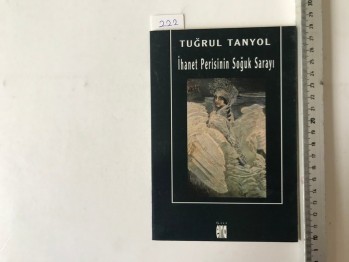 222
TUĞRUL TANYOL
İhanet Perisinin Soğuk Sarayı